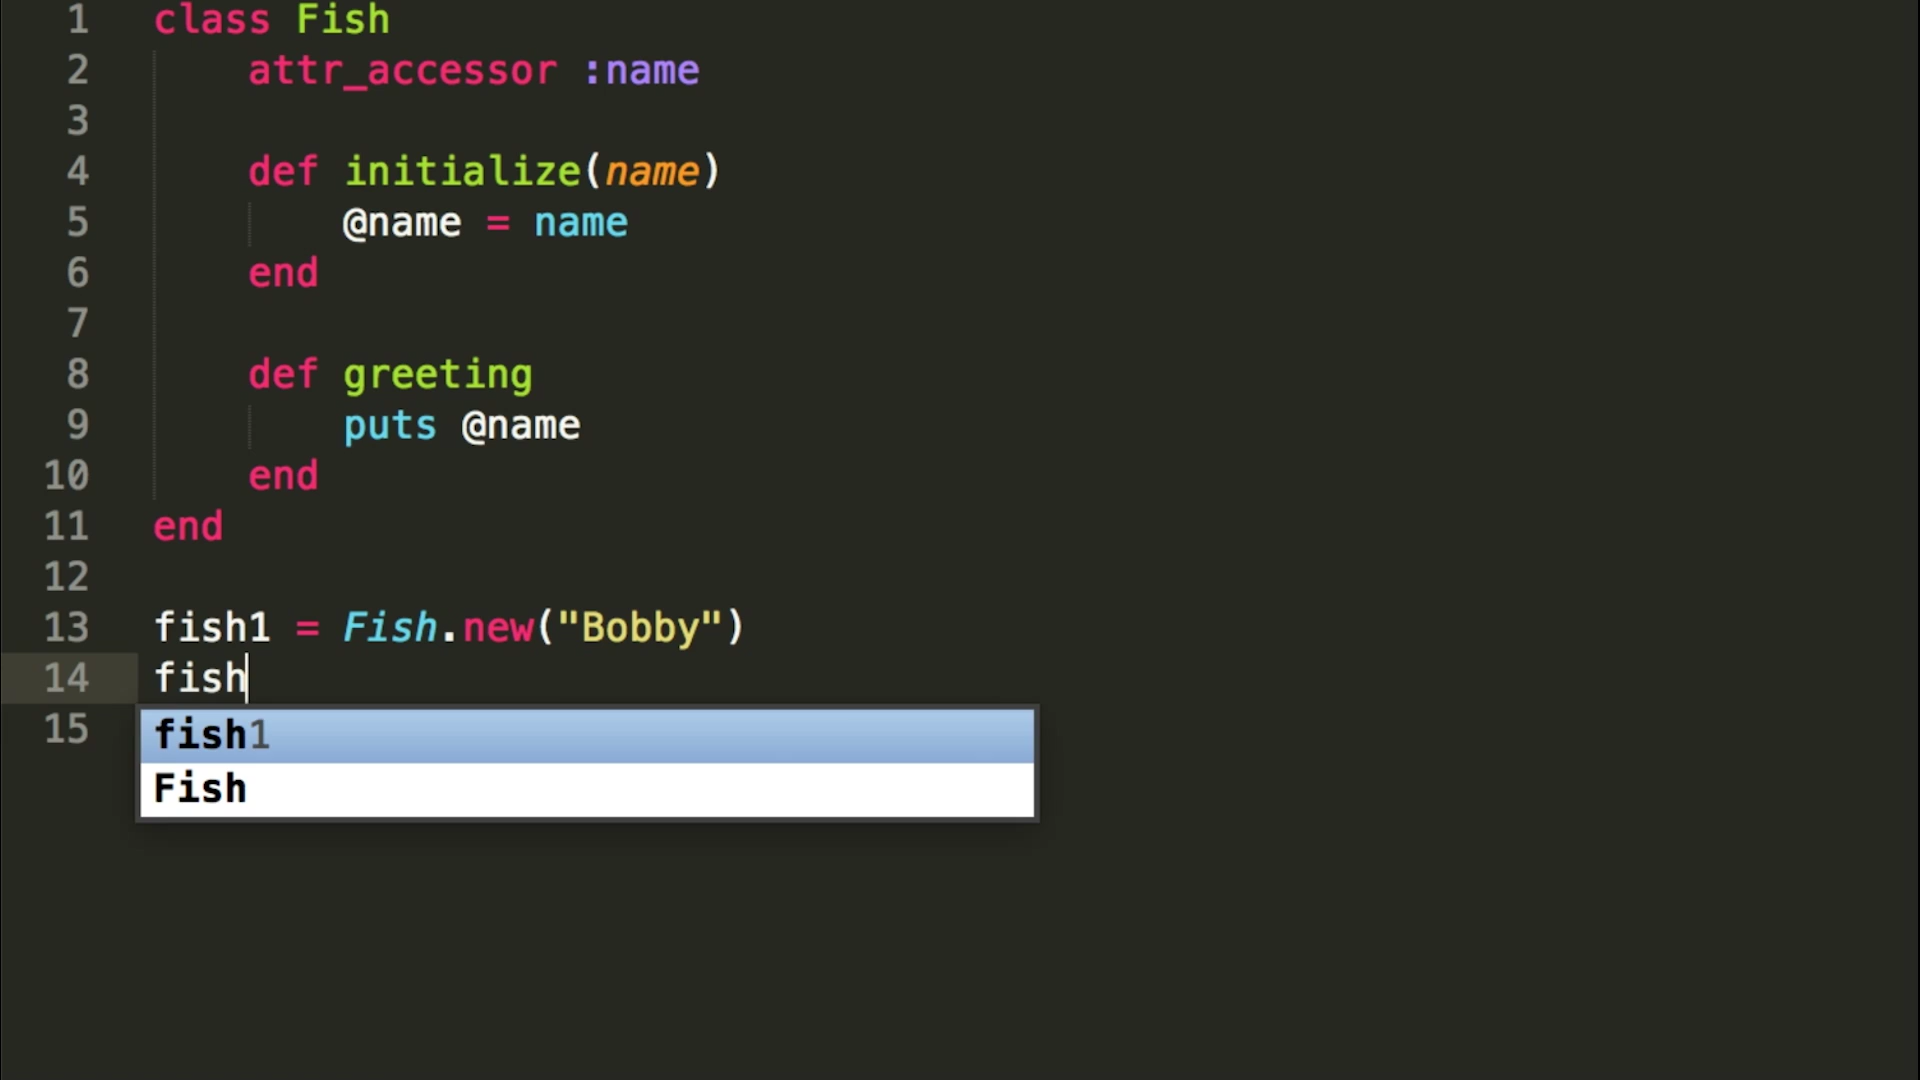 1 class Fish
2 attr_accessor :name
3
4 def initialize(name)
5 @name = name
6 end
7
8 def greeting
9 puts @name
10 end
11 end
12
13 fish1 = Fish.new("Bobby")
14 fish
15
fish1
Fish